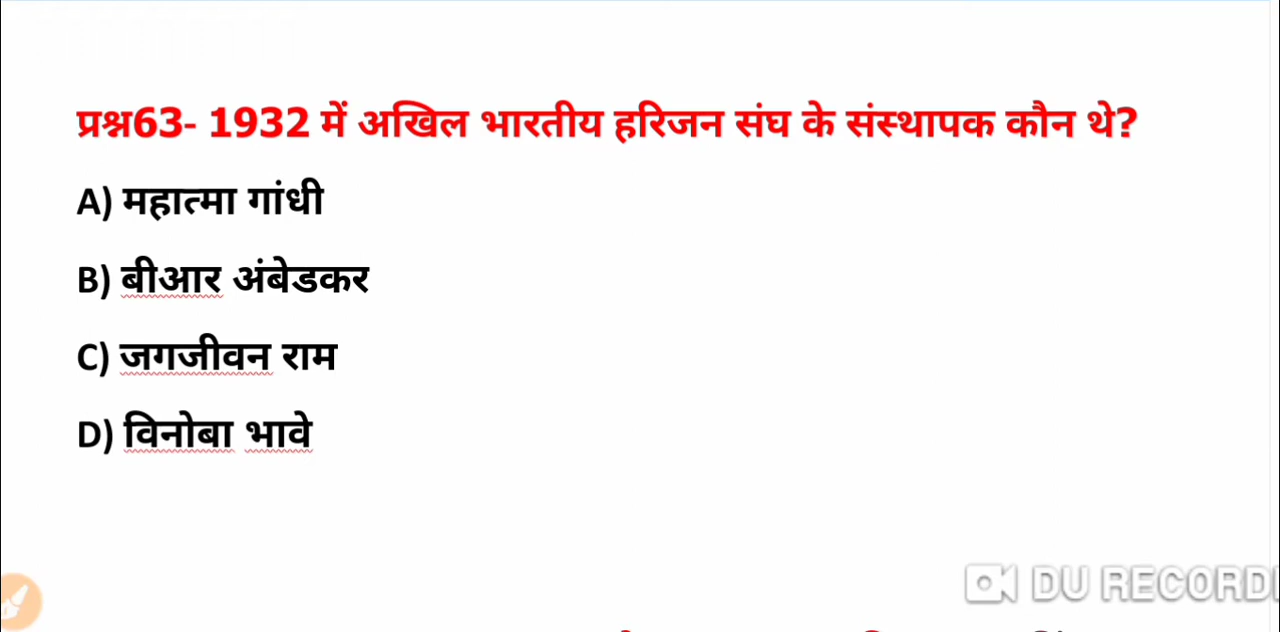 प्रश्न63- 1932 में अखिल भारतीय हरिजन संघ के संस्थापक कौन थे?
A) महात्मा गांधी
B) बीआर अंबेडकर
C) जगजीवन राम
D) विनोबा भावे
DU RECORD